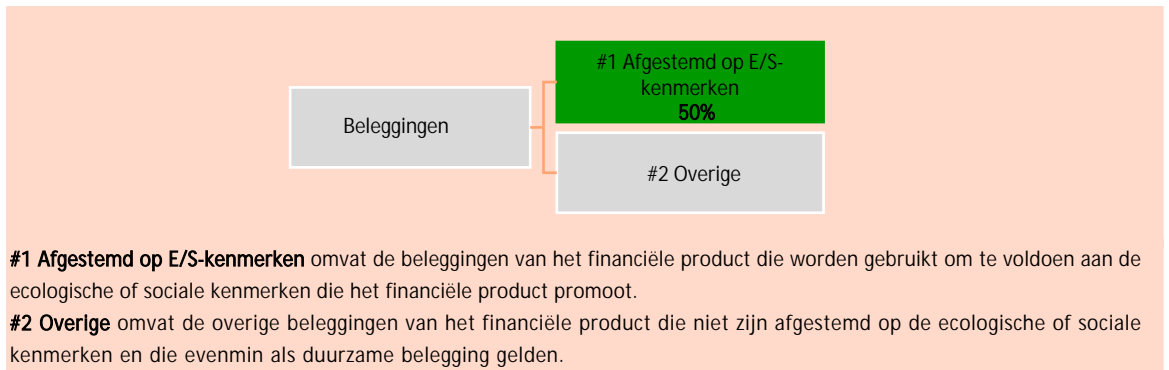 #1 Afgestemd op E/S-
kenmerken
50%
Beleggingen
#2 Overige
#1 Afgestemd op E/S-kenmerken omvat de beleggingen van het financiële product die worden gebruikt om te voldoen aan de
ecologische of sociale kenmerken die het financiële product promoot.
#2 Overige omvat de overige beleggingen van het financiële product die niet zijn afgestemd op de ecologische of sociale
kenmerken en die evenmin als duurzame belegging gelden.